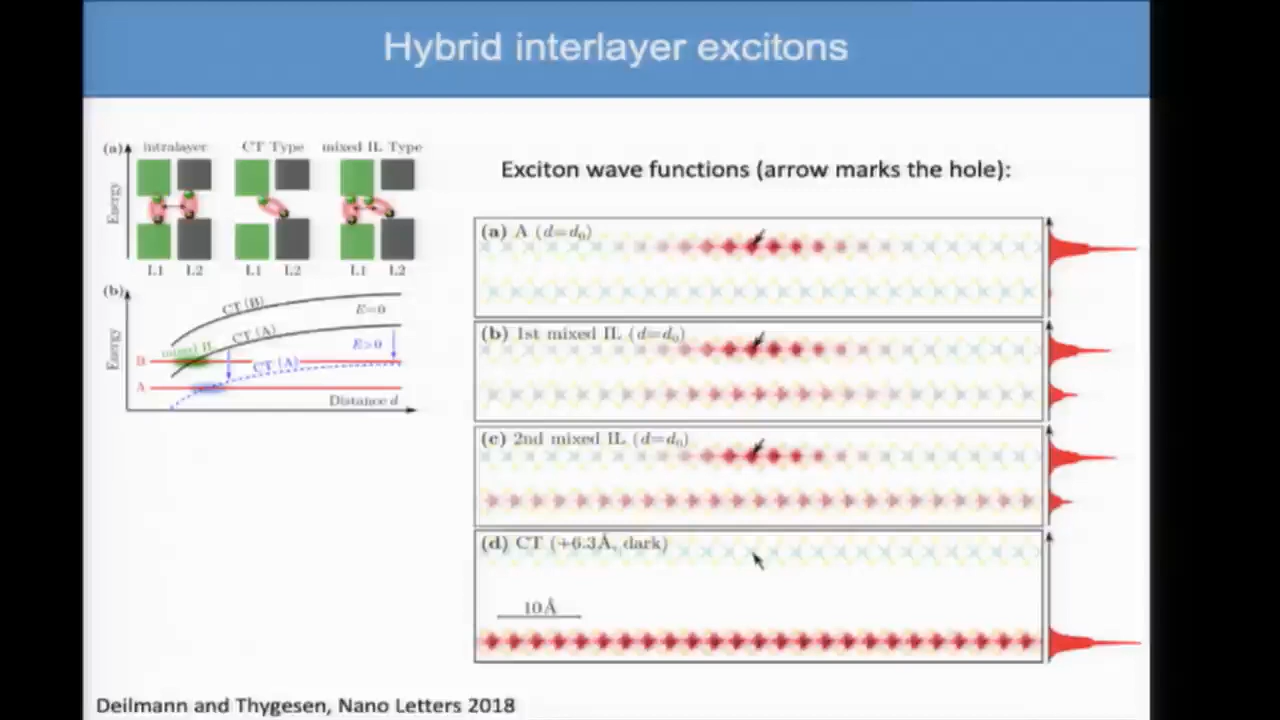 Hybrid interlayer excitons
(a) intralayer CT Type mixed IL Type
Energy
L1 L2 L1 L2 L1 L2
(b)
Energy
CT (B)
E=0
CT (A)
mixed IL
E>0
B
CT (A)
A
Distance d
Exciton wave functions (arrow marks the hole):
(a) A (d=d₀)
(b) 1st mixed IL (d=d₀)
(c) 2nd mixed IL (d=d₀)
(d) CT (+6.3Å, dark)
10Å
Deilmann and Thygesen, Nano Letters 2018